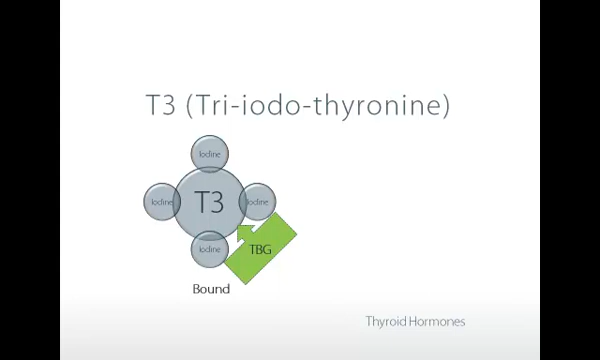 T3 (Tri-iodo-thyronine)
Iodine
Iodine
T3
Iodine
Iodine
TBG
Bound
Thyroid Hormones